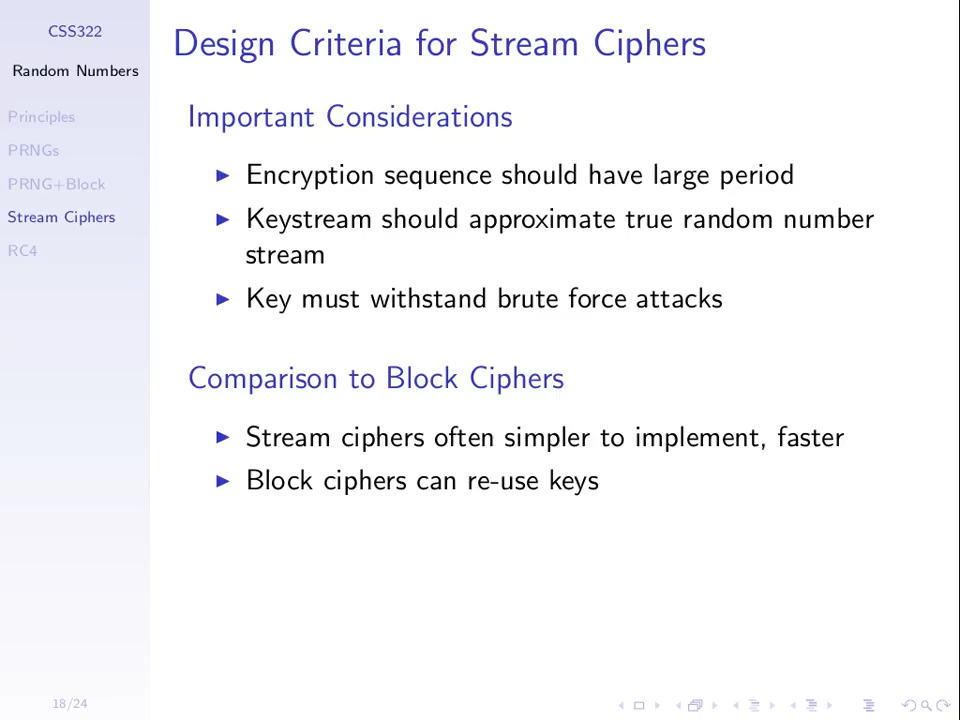 CSS322
Random Numbers
Principles
PRNGs
PRNG+Block
Stream Ciphers
RC4
Design Criteria for Stream Ciphers
Important Considerations
Encryption sequence should have large period
Keystream should approximate true random number
stream
Key must withstand brute force attacks
Comparison to Block Ciphers
Stream ciphers often simpler to implement, faster
Block ciphers can re-use keys
18/24